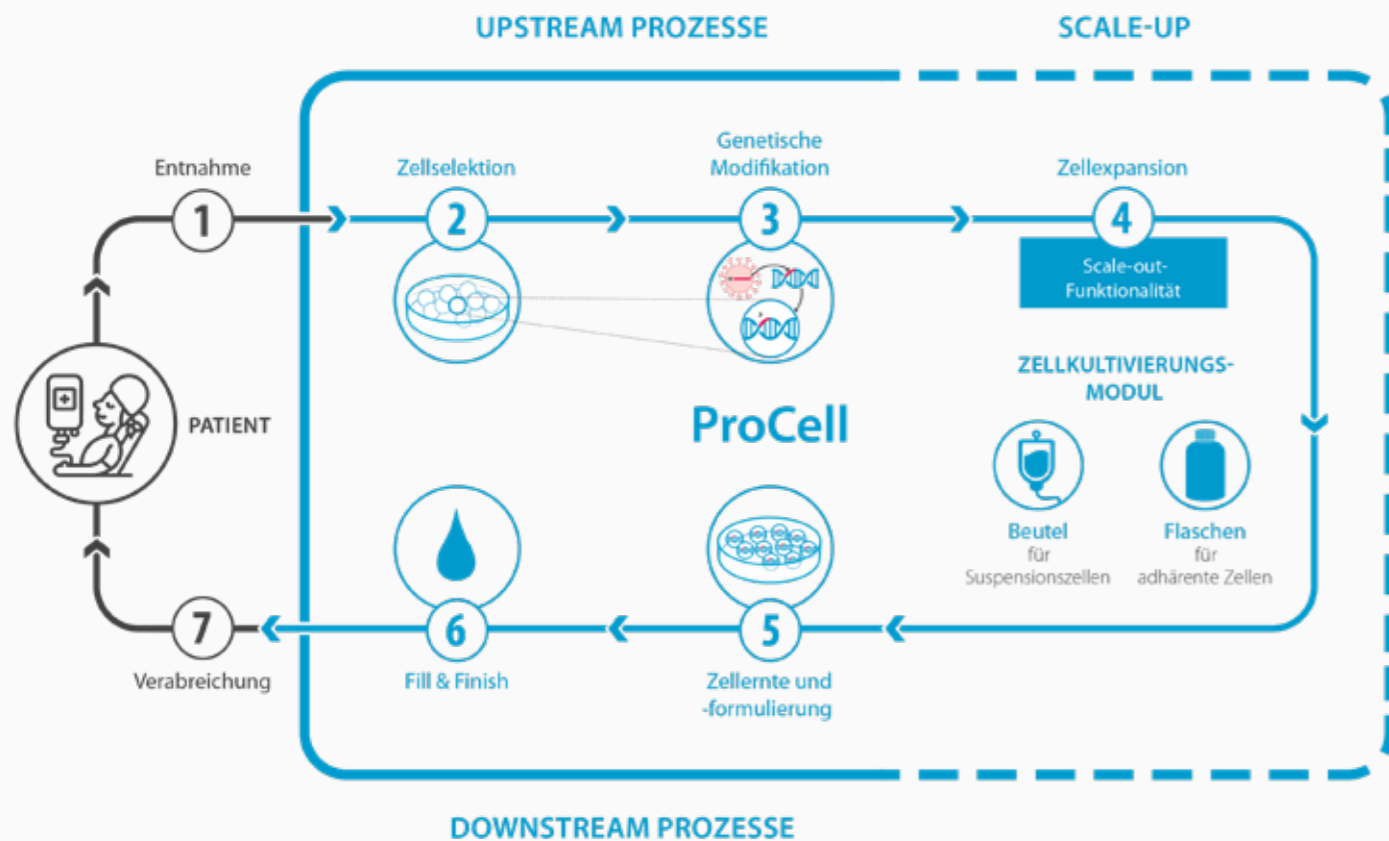 UPSTREAM PROZESSE
SCALE-UP
Entnahme
1
Zellselektion
2
Genetische
Modifikation
3
Zellexpansion
4
Scale-out-
Funktionalität
ZELLKULTIVIERUNGS-
MODUL
Beutel
für
Suspensionszellen
Flaschen
für
adhärente Zellen
ProCell
PATIENT
5
Zellernte und
-formulierung
6
Fill & Finish
7
Verabreichung
DOWNSTREAM PROZESSE